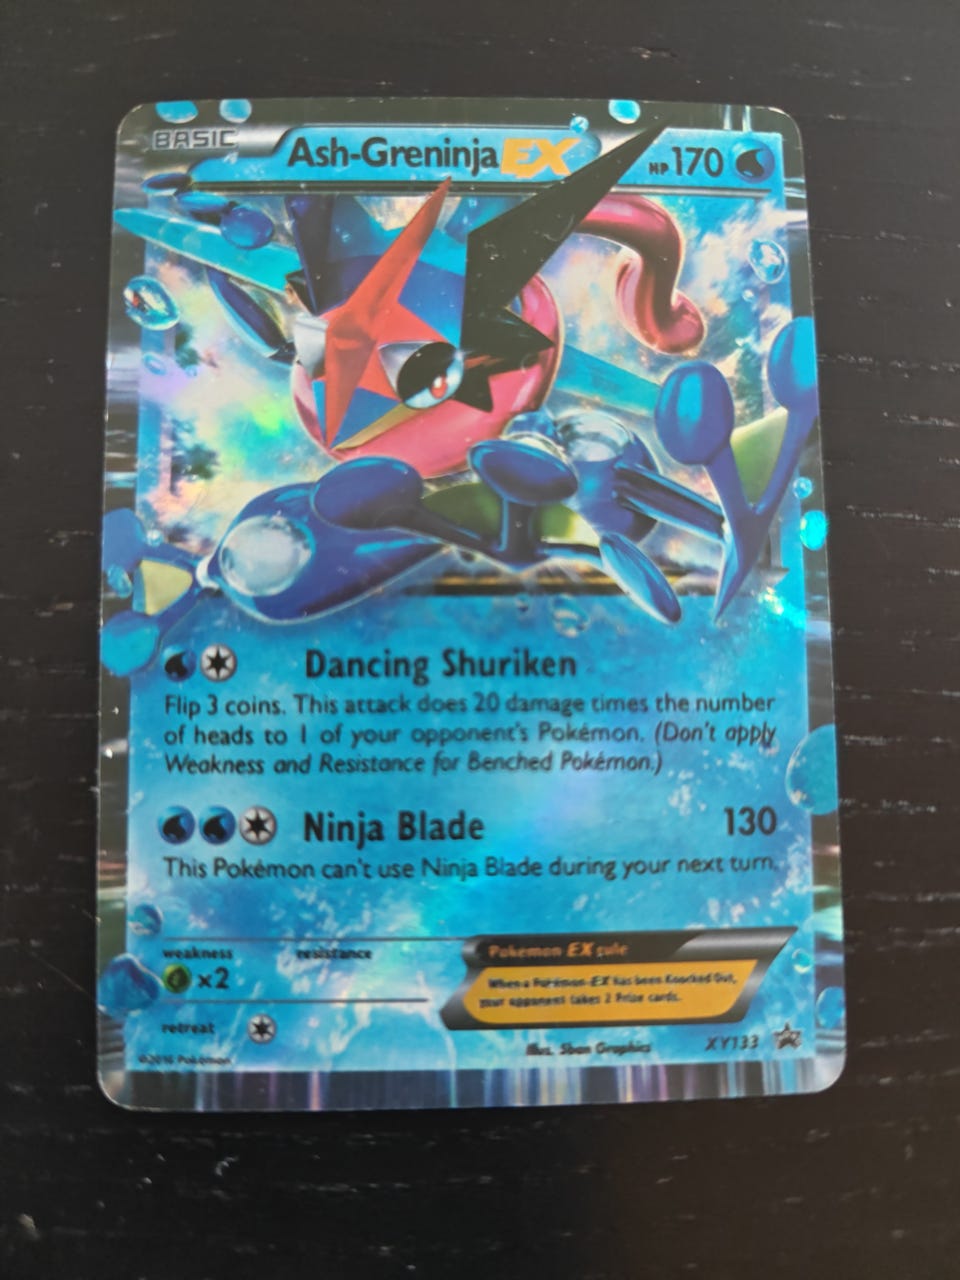 BASIC
Ash-Greninja EX
HP 170
Dancing Shuriken
Flip 3 coins. This attack does 20 damage times the number
of heads to 1 of your opponent's Pokémon. (Don't apply
Weakness and Resistance for Benched Pokémon.)
Ninja Blade 130
This Pokémon can't use Ninja Blade during your next turn.
weakness resistance
×2
Pokémon EX rule
When a Pokémon-EX has been Knocked Out,
your opponent takes 2 Prize cards.
retreat
Illus. 5ban Graphics XY133
©2016 Pokémon